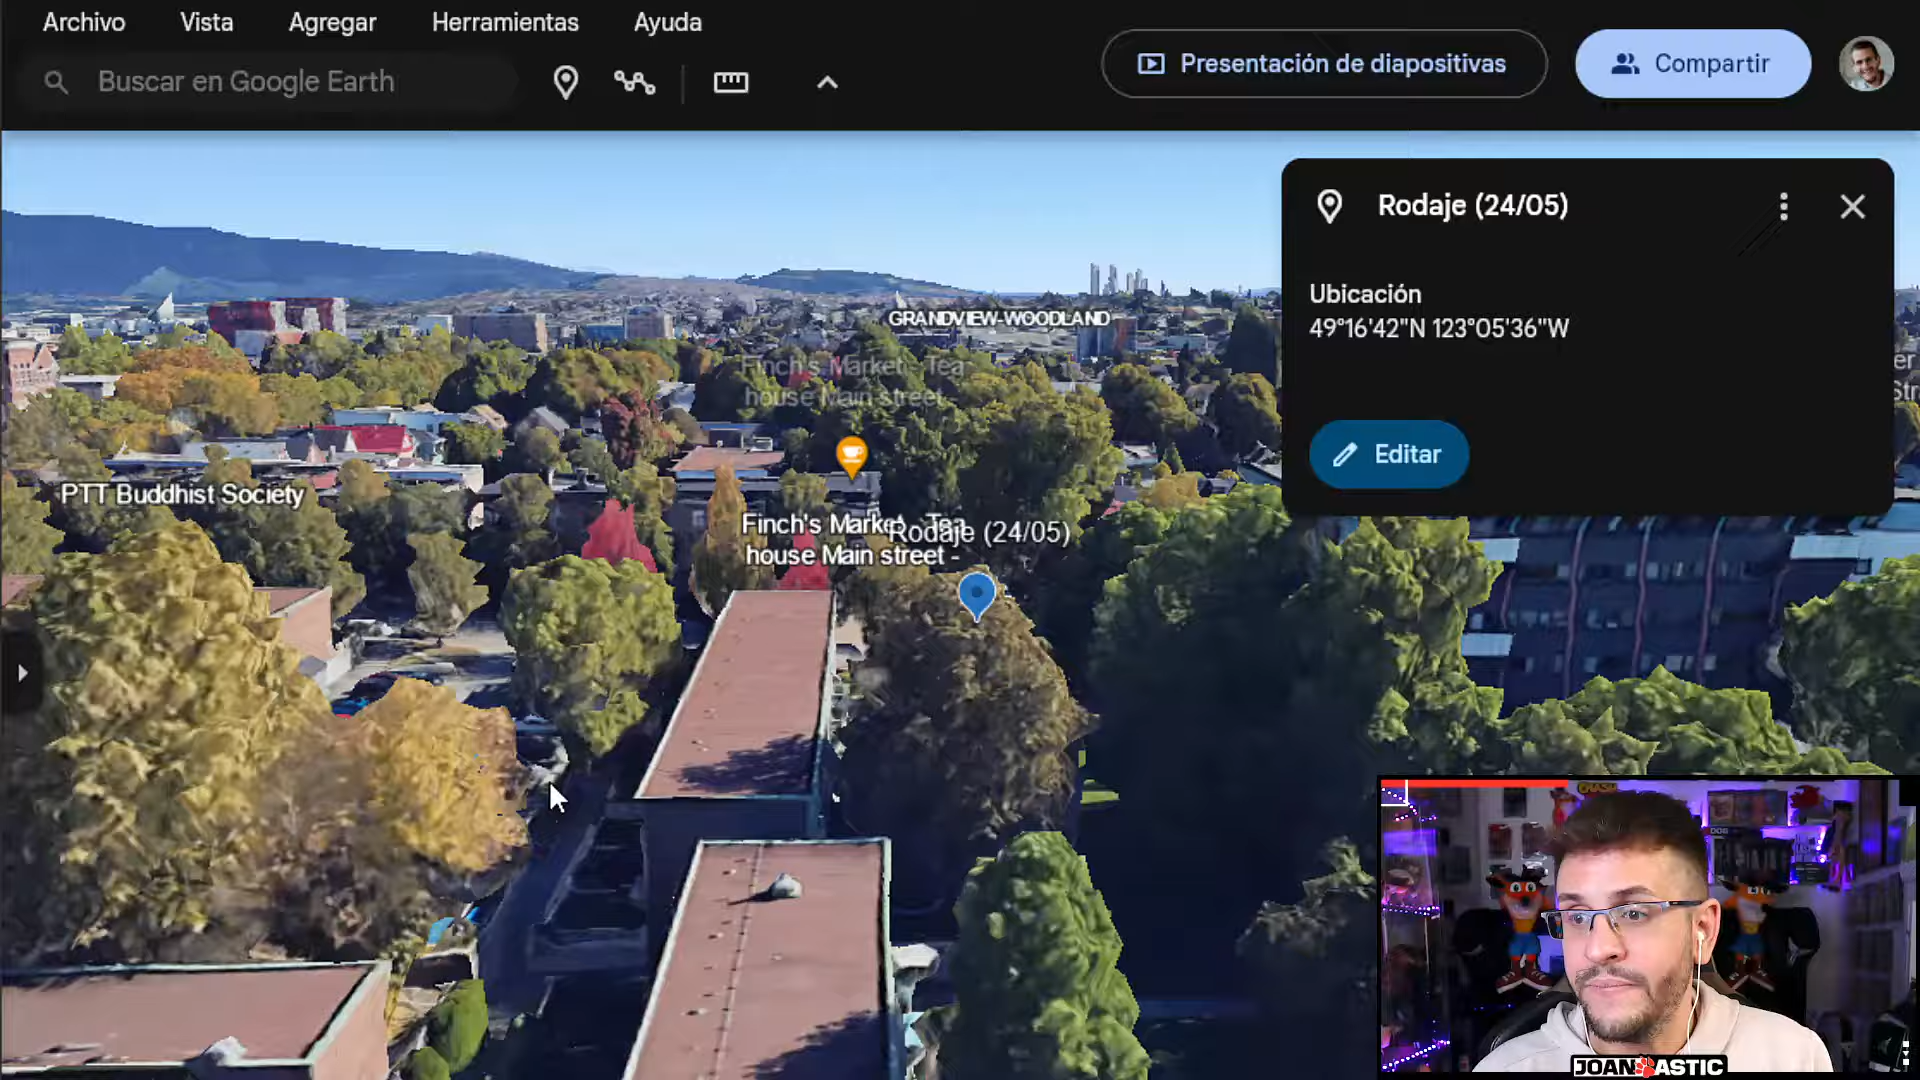 Archivo
Vista
Agregar
Herramientas
Ayuda
Buscar en Google Earth
Presentación de diapositivas
Compartir
Rodaje (24/05)
Ubicación
49°16'42"N 123°05'36"W
Editar
GRANDVIEW-WOODLAND
Finch's Market - Tea
house Main street -
PTT Buddhist Society
Finch's Market - Tea
house Main street -
Rodaje (24/05)
JOANTASTIC